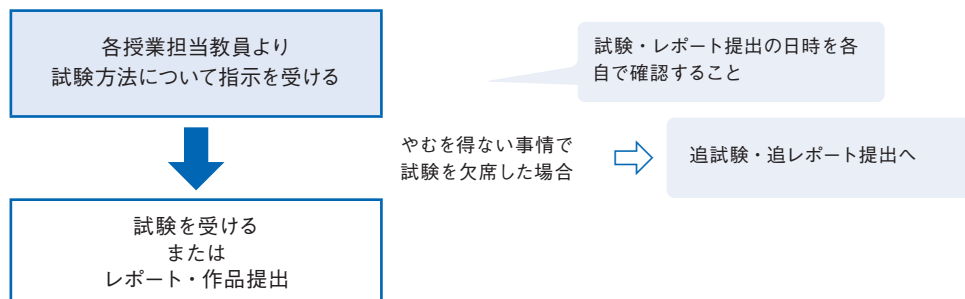 各授業担当教員より
試験方法について指示を受ける
試験・レポート提出の日時を各
自で確認すること
やむを得ない事情で
試験を欠席した場合
追試験・追レポート提出へ
試験を受ける
または
レポート・作品提出